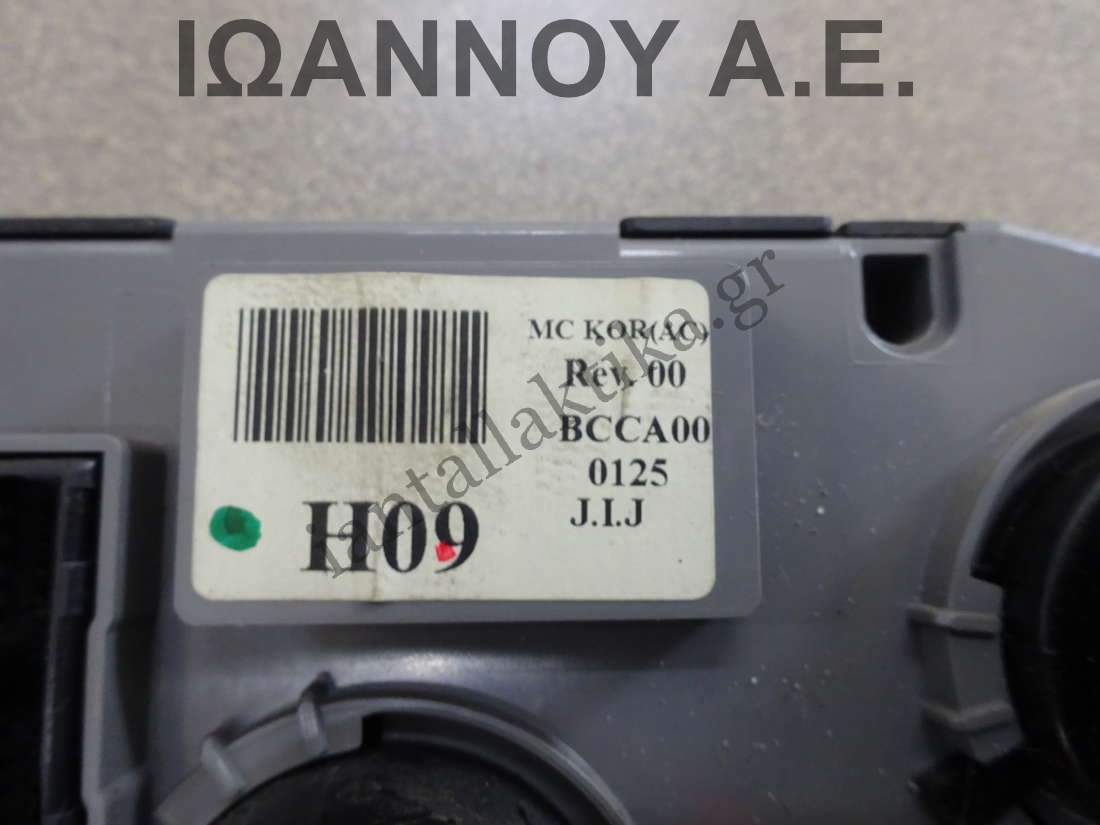 ΙΩΑΝΝΟΥ Α.Ε.
MC KOR(AC)
Rev. 00
BCCA00
0125
J.I.J
H09
iantallaktika.gr